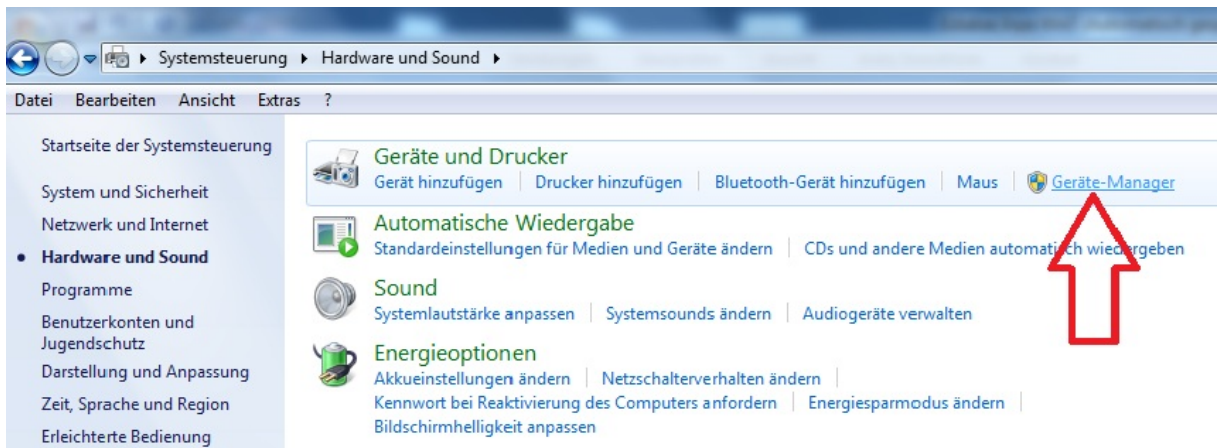 Systemsteuerung Hardware und Sound
Datei Bearbeiten Ansicht Extras ?
Startseite der Systemsteuerung
System und Sicherheit
Netzwerk und Internet
Hardware und Sound
Programme
Benutzerkonten und
Jugendschutz
Darstellung und Anpassung
Zeit, Sprache und Region
Erleichterte Bedienung
Geräte und Drucker
Gerät hinzufügen Drucker hinzufügen Bluetooth-Gerät hinzufügen Maus Geräte-Manager
Automatische Wiedergabe
Standardeinstellungen für Medien und Geräte ändern CDs und andere Medien automatisch wiedergeben
Sound
Systemlautstärke anpassen Systemsounds ändern Audiogeräte verwalten
Energieoptionen
Akkueinstellungen ändern Netzschalterverhalten ändern
Kennwort bei Reaktivierung des Computers anfordern Energiesparmodus ändern
Bildschirmhelligkeit anpassen